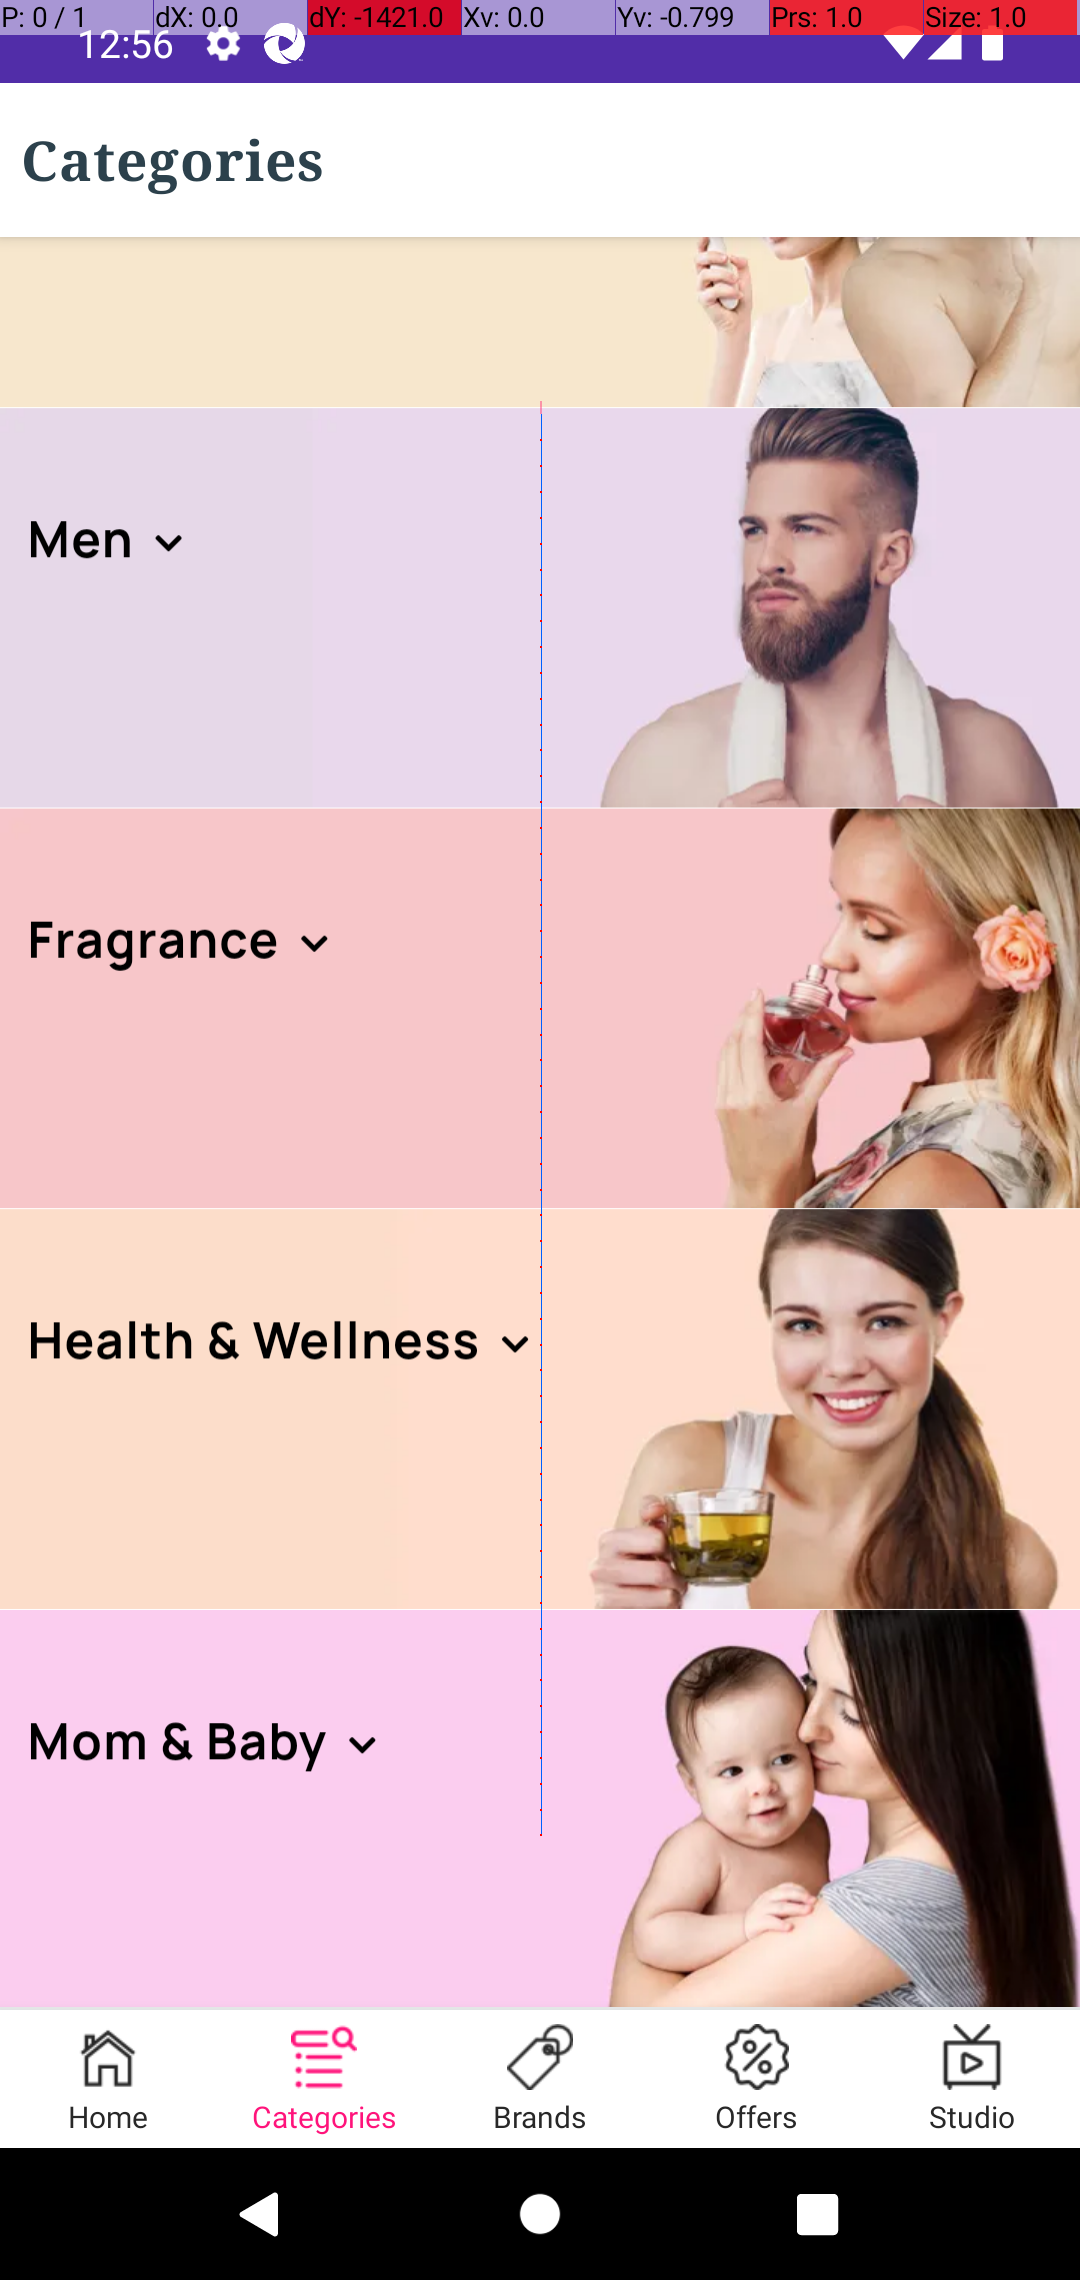 P: 0 / 1 dX: 0.0 dY: -1421.0 Xv: 0.0 Yv: -0.799 Prs: 1.0 Size: 1.0
12:56
Categories
Men
Fragrance
Health & Wellness
Mom & Baby
Home Categories Brands Offers Studio